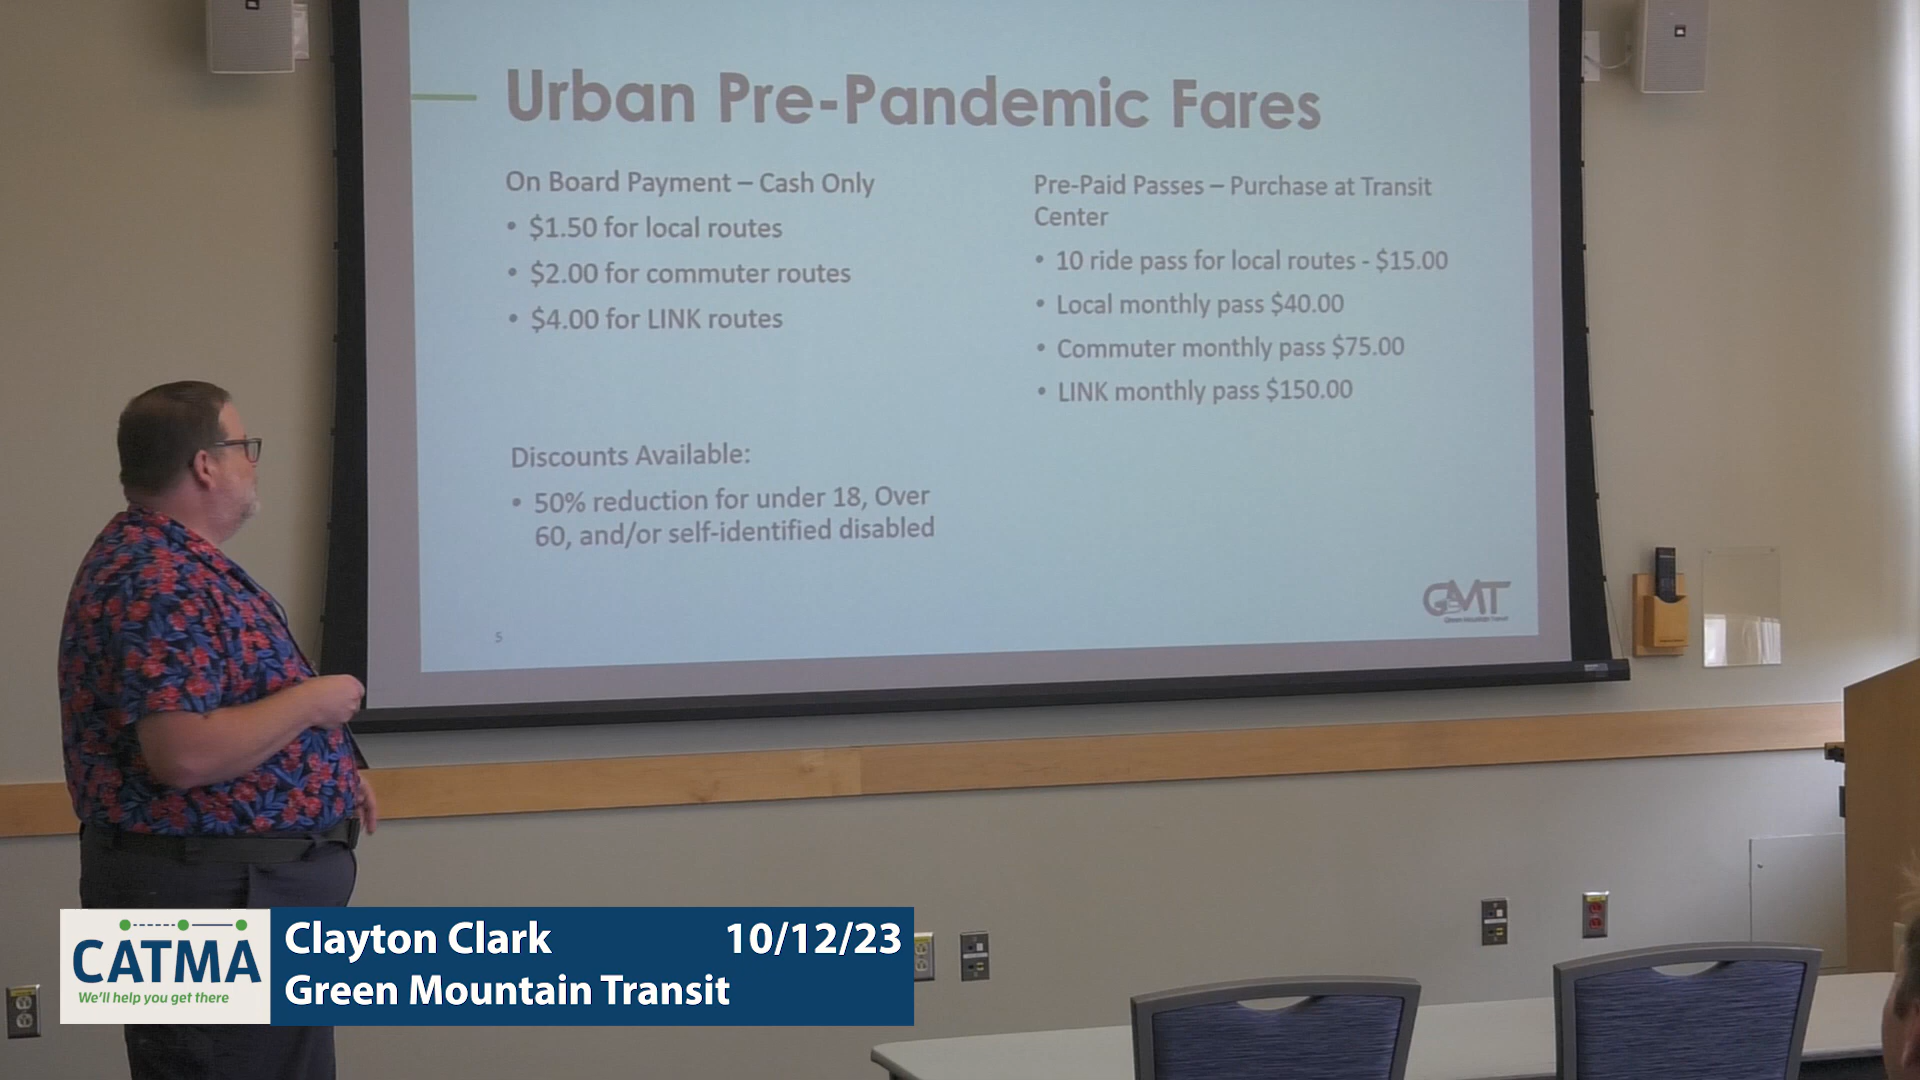 Urban Pre-Pandemic Fares
On Board Payment – Cash Only
• $1.50 for local routes
• $2.00 for commuter routes
• $4.00 for LINK routes
Discounts Available:
• 50% reduction for under 18, Over
60, and/or self-identified disabled
Pre-Paid Passes – Purchase at Transit
Center
• 10 ride pass for local routes - $15.00
• Local monthly pass $40.00
• Commuter monthly pass $75.00
• LINK monthly pass $150.00
5
GMT
Green Mountain Transit
CATMA
We'll help you get there
Clayton Clark 10/12/23
Green Mountain Transit